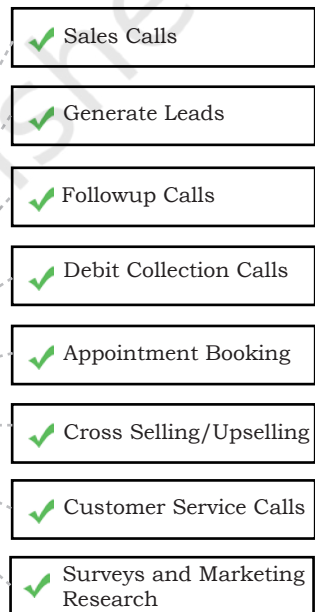 Sales Calls
Generate Leads
Followup Calls
Debit Collection Calls
Appointment Booking
Cross Selling/Upselling
Customer Service Calls
Surveys and Marketing
Research